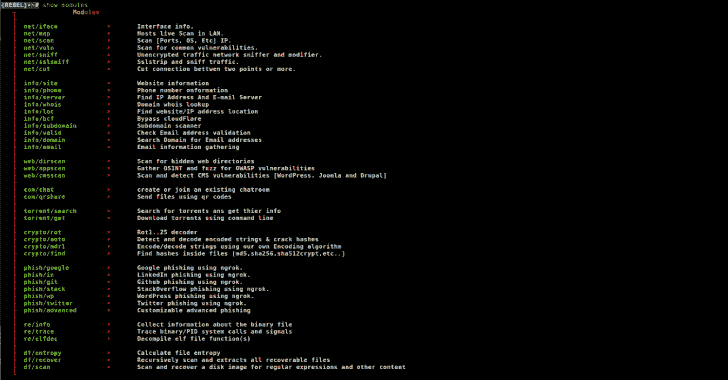 {REBEL}➤[~]# show modules
Modules
net/iface Interface info.
net/map Hosts live Scan in LAN.
net/scan Scan [Ports, OS, Etc] IP.
net/vuln Scan for common vulnerabilities.
net/sniff Unencrypted traffic network sniffer and modifier.
net/sslsniff Sslstrip and sniff traffic.
net/cut Cut connection bettwen two points or more.
info/site Website information
info/phone Phone number onformation
info/server Find IP Address And E-mail Server
info/whois Domain whois lookup
info/loc Find website/IP address location
info/bcf Bypass cloudFlare
info/subdomain Subdomain scanner
info/valid Check Email address validation
info/domain Search Domain for Email addresses
info/email Email information gathering
web/dirscan Scan for hidden web directories
web/appscan Gather OSINT and fuzz for OWASP vulnerabilities
web/cmsscan Scan and detect CMS vulnerabilities [WordPress, Joomla and Drupal]
com/chat create or join an existing chatroom
com/qrshare Send files using qr codes
torrent/search Search for torrents ans get thier info
torrent/get Download torrents using command line
crypto/rot Rot1..25 decoder
crypto/auto Detect and decode encoded strings & crack hashes
crypto/mdr1 Encode/decode strings using our own Encoding algorithm
crypto/find Find hashes inside files (md5,sha256,sha512crypt,etc..)
phish/google Google phishing using ngrok.
phish/in LinkedIn phishing using ngrok.
phish/git Github phishing using ngrok.
phish/stack StackOverflow phishing using ngrok.
phish/wp WordPress phishing using ngrok.
phish/twitter Twitter phishing using ngrok.
phish/advanced Customizable advanced phishing
re/info Collect information about the binary file
re/trace Trace binary/PID system calls and signals
re/elfdec Decompile elf file function(s)
df/entropy Calculate file entropy
df/recover Recursively scan and extracts all recoverable files
df/scan Scan and recover a disk image for regular expressions and other content